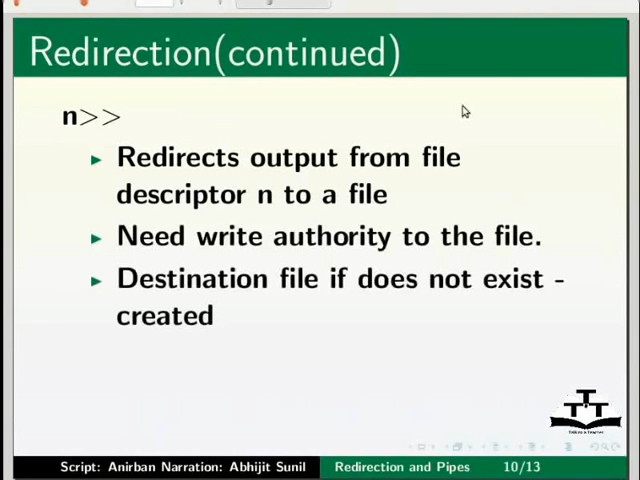 Redirection(continued)
n>>
Redirects output from file
descriptor n to a file
Need write authority to the file.
Destination file if does not exist -
created
Script: Anirban Narration: Abhijit Sunil Redirection and Pipes 10/13